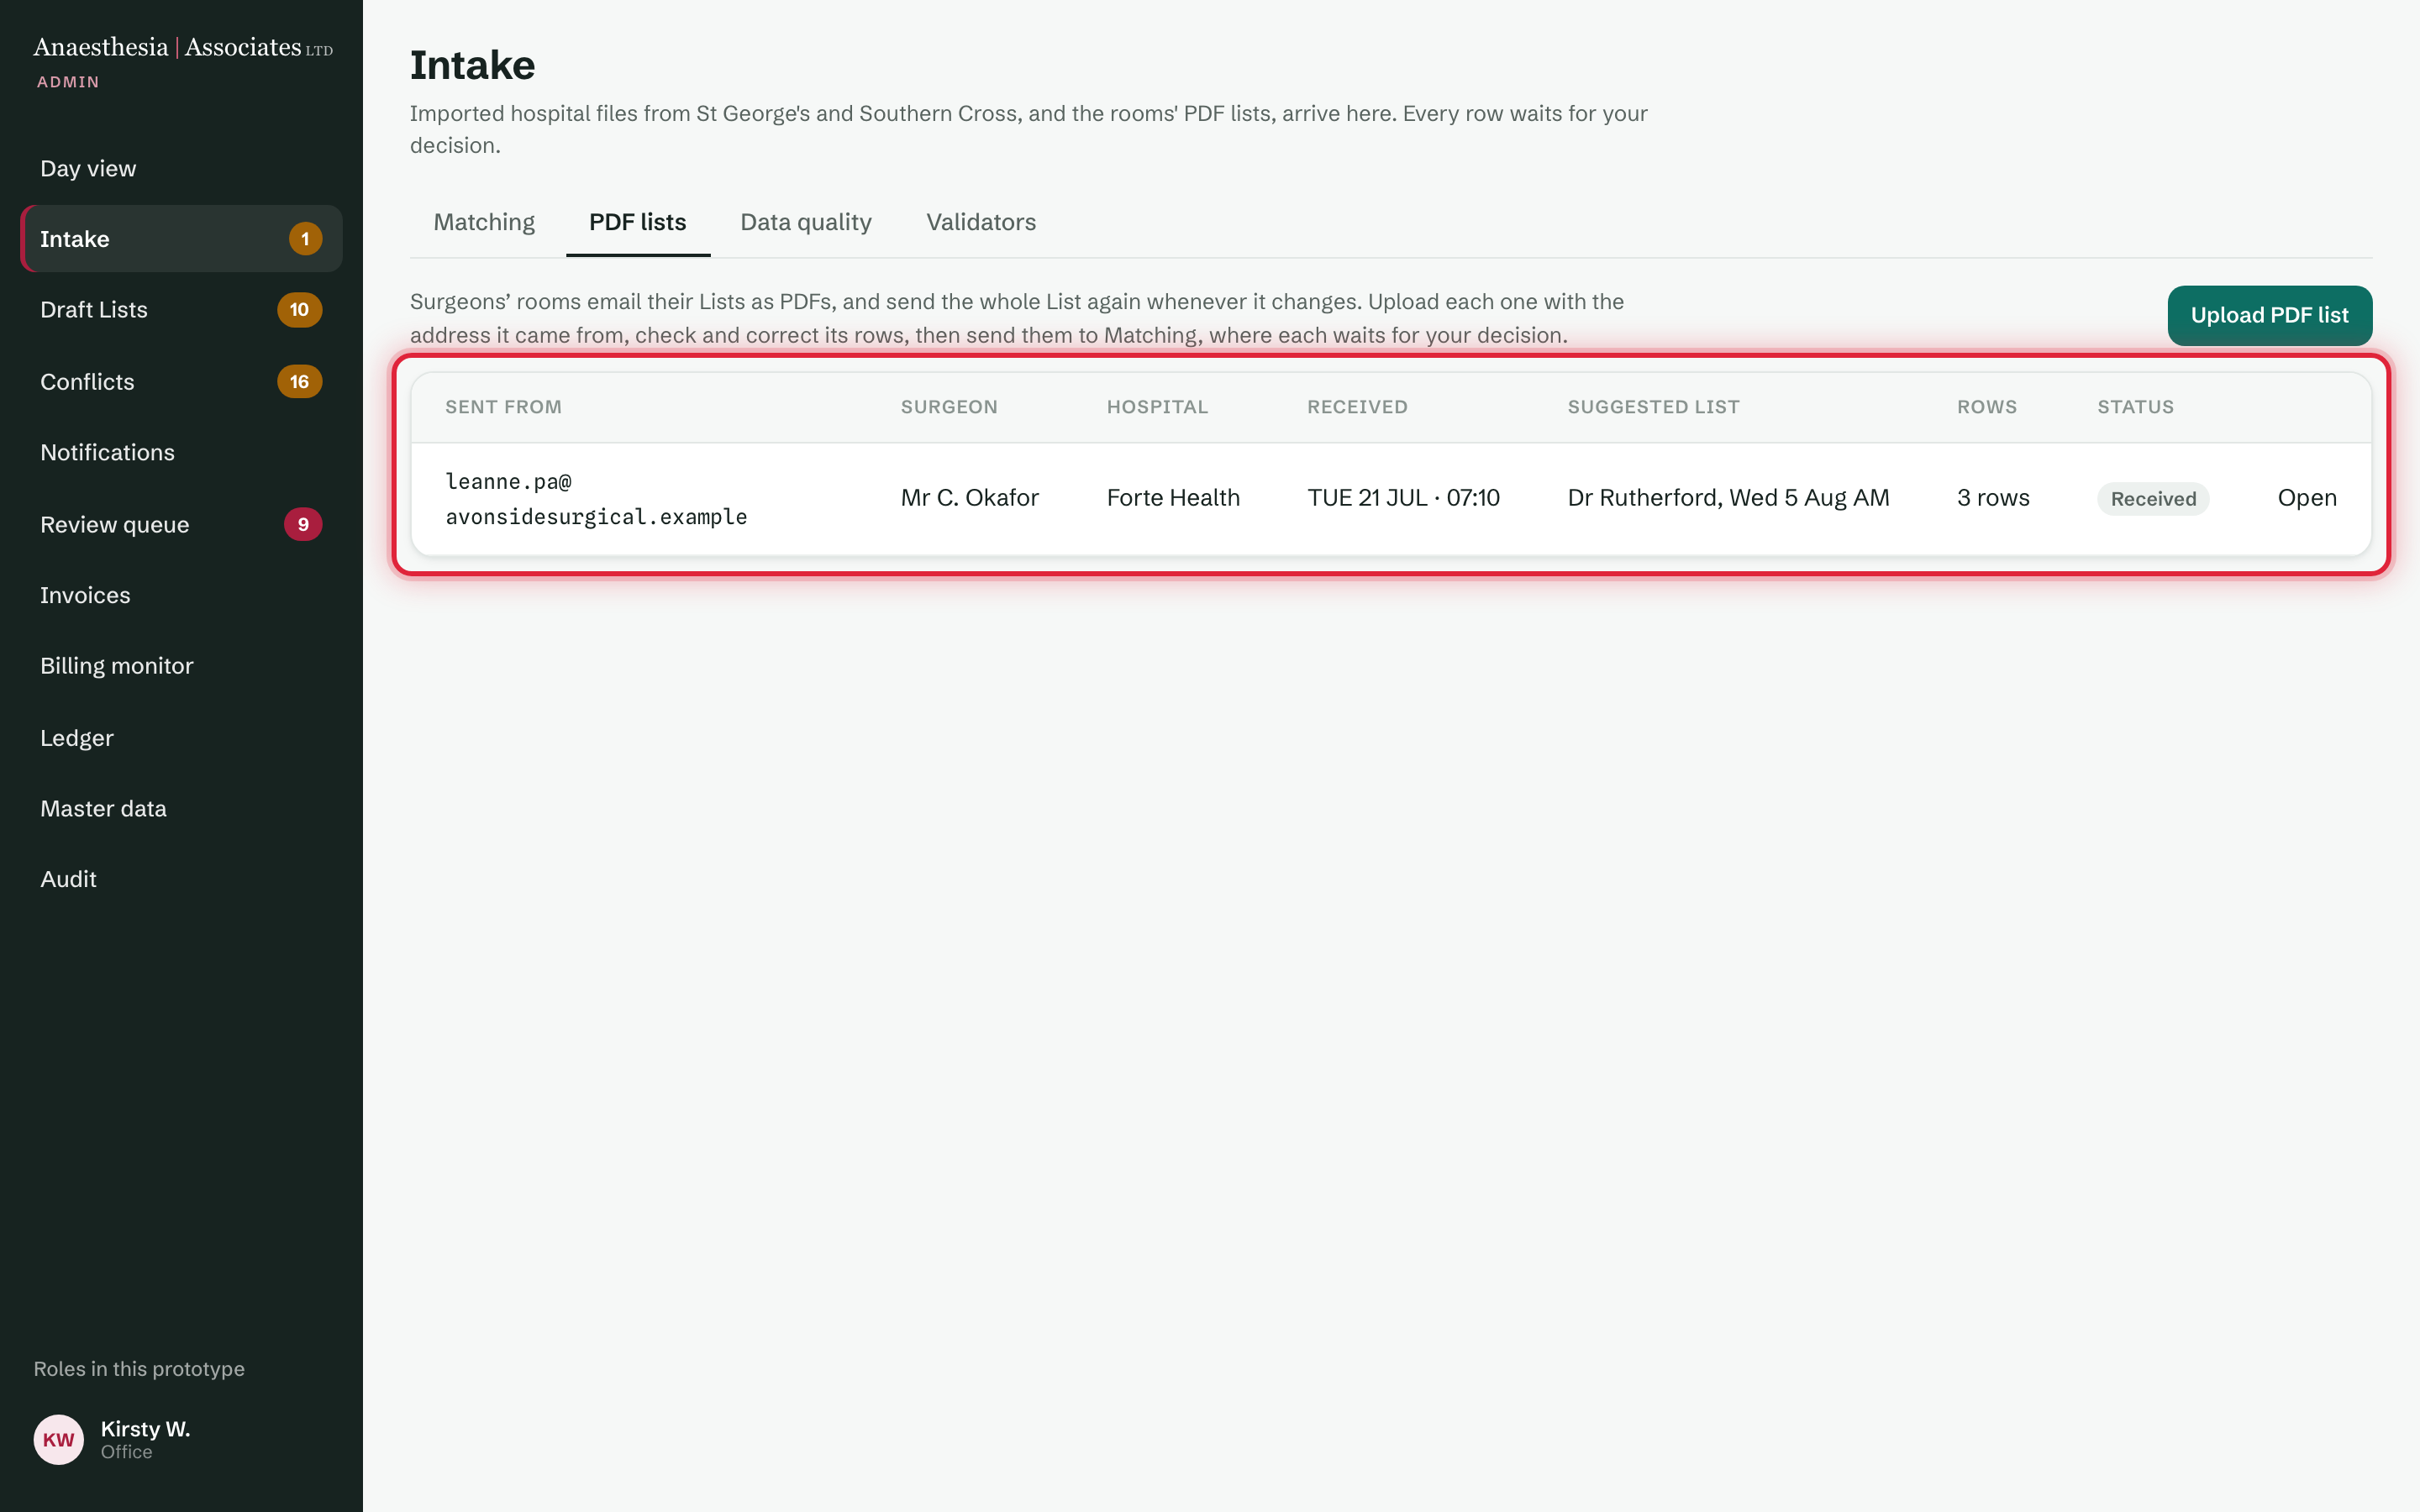 Anaesthesia | Associates LTD
ADMIN
Day view
Intake 1
Draft Lists 10
Conflicts 16
Notifications
Review queue 9
Invoices
Billing monitor
Ledger
Master data
Audit
Roles in this prototype
KW
Kirsty W.
Office
Intake
Imported hospital files from St George's and Southern Cross, and the rooms' PDF lists, arrive here. Every row waits for your
decision.
Matching PDF lists Data quality Validators
Surgeons’ rooms email their Lists as PDFs, and send the whole List again whenever it changes. Upload each one with the
address it came from, check and correct its rows, then send them to Matching, where each waits for your decision.
Upload PDF list
SENT FROM SURGEON HOSPITAL RECEIVED SUGGESTED LIST ROWS STATUS
leanne.pa@
avonsidesurgical.example
Mr C. Okafor Forte Health TUE 21 JUL · 07:10 Dr Rutherford, Wed 5 Aug AM 3 rows Received Open